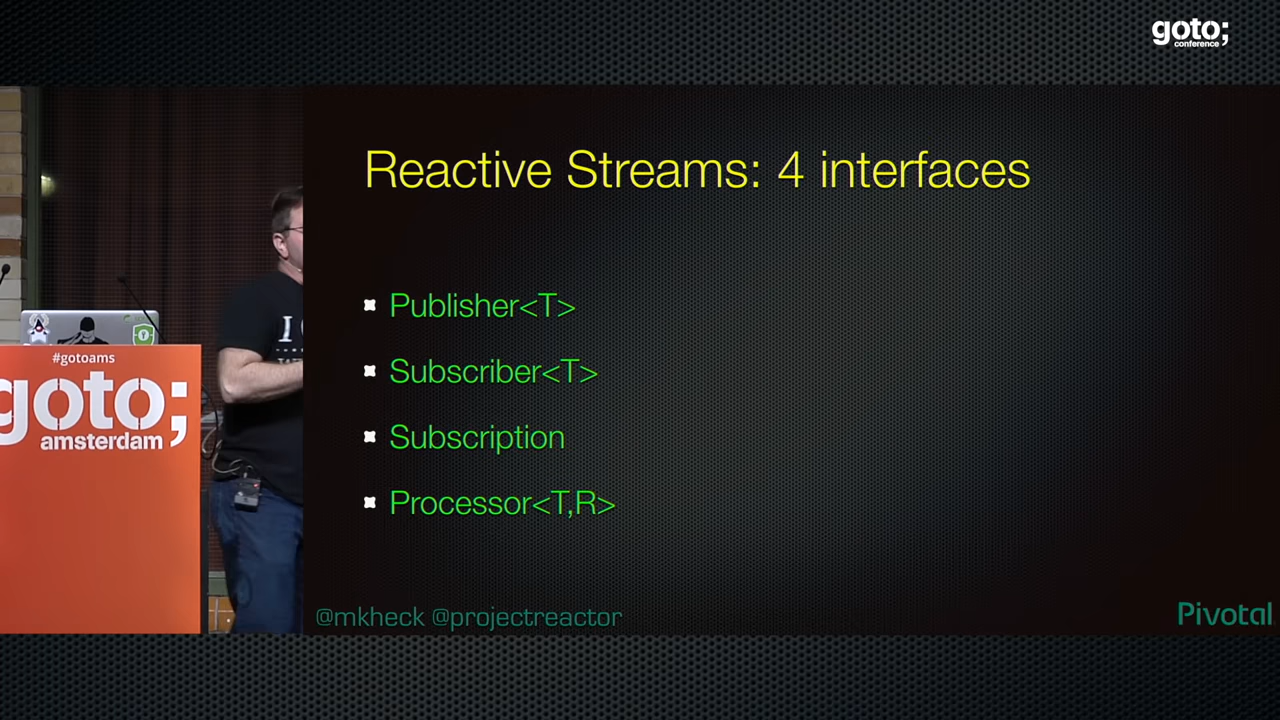 goto;
conference
Reactive Streams: 4 interfaces
Publisher<T>
Subscriber<T>
Subscription
Processor<T,R>
@mkheck @projectreactor
Pivotal
#gotoams
goto;
amsterdam
I